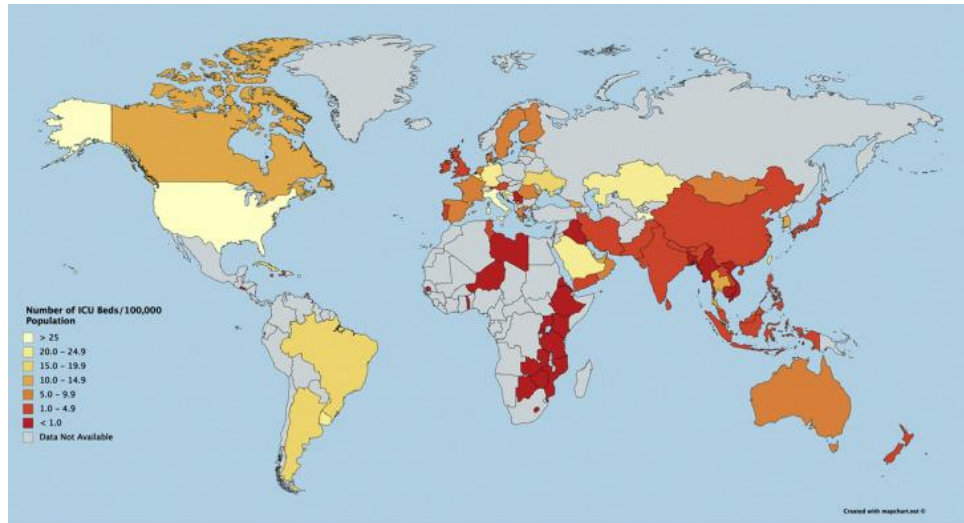 Number of ICU Beds/100,000
Population
> 25
20.0 - 24.9
15.0 - 19.9
10.0 - 14.9
5.0 - 9.9
1.0 - 4.9
< 1.0
Data Not Available
Created with mapchart.net ©